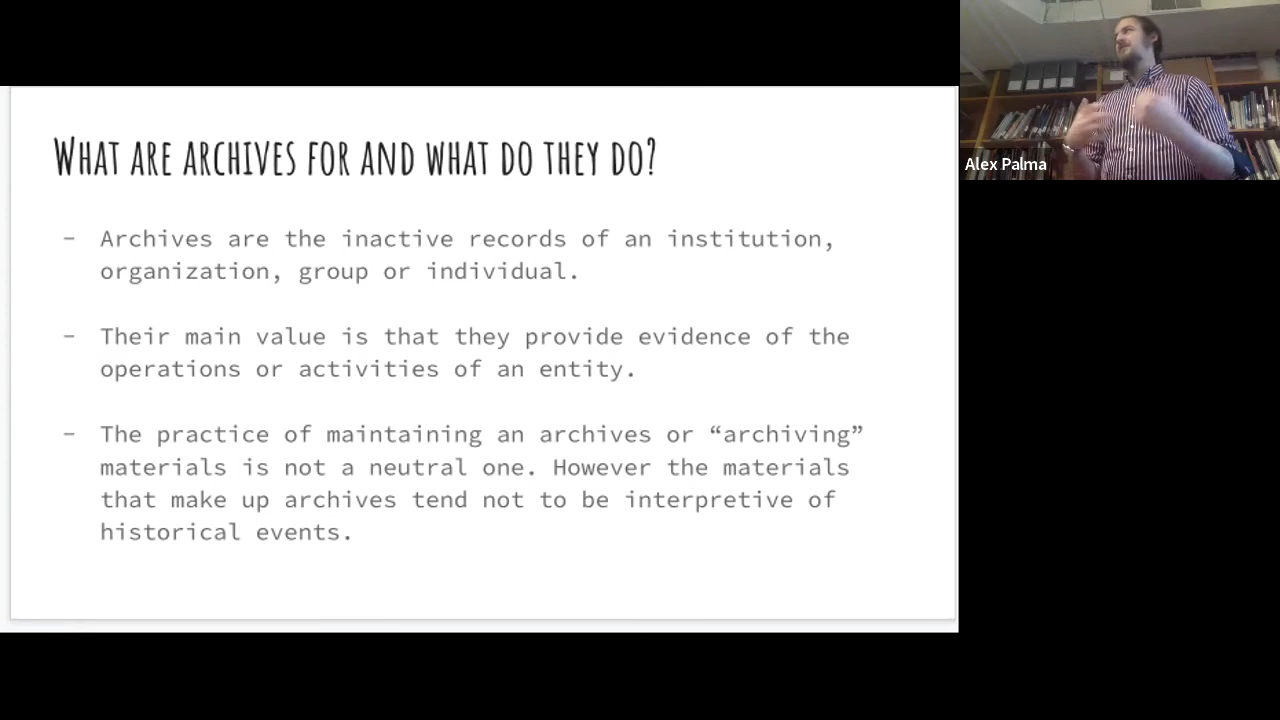 WHAT ARE ARCHIVES FOR AND WHAT DO THEY DO?
- Archives are the inactive records of an institution,
organization, group or individual.
- Their main value is that they provide evidence of the
operations or activities of an entity.
- The practice of maintaining an archives or “archiving”
materials is not a neutral one. However the materials
that make up archives tend not to be interpretive of
historical events.
Alex Palma